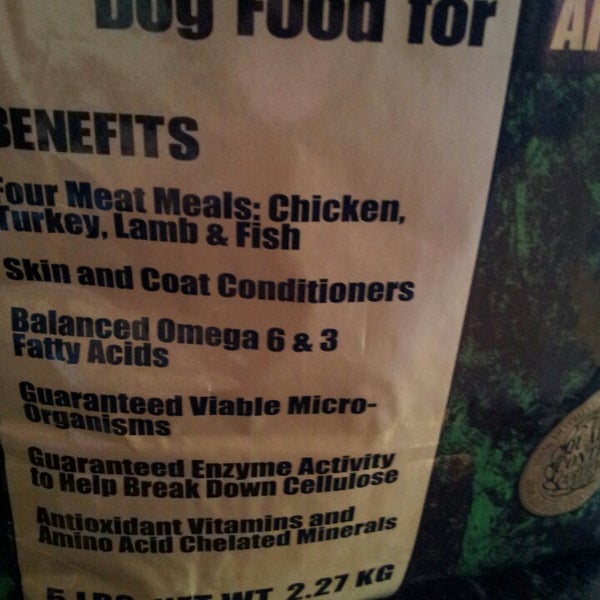 Dog Food for
BENEFITS
Four Meat Meals: Chicken,
Turkey, Lamb & Fish
Skin and Coat Conditioners
Balanced Omega 6 & 3
Fatty Acids
Guaranteed Viable Micro-
Organisms
Guaranteed Enzyme Activity
to Help Break Down Cellulose
Antioxidant Vitamins and
Amino Acid Chelated Minerals
5 LBS NET WT 2.27 KG